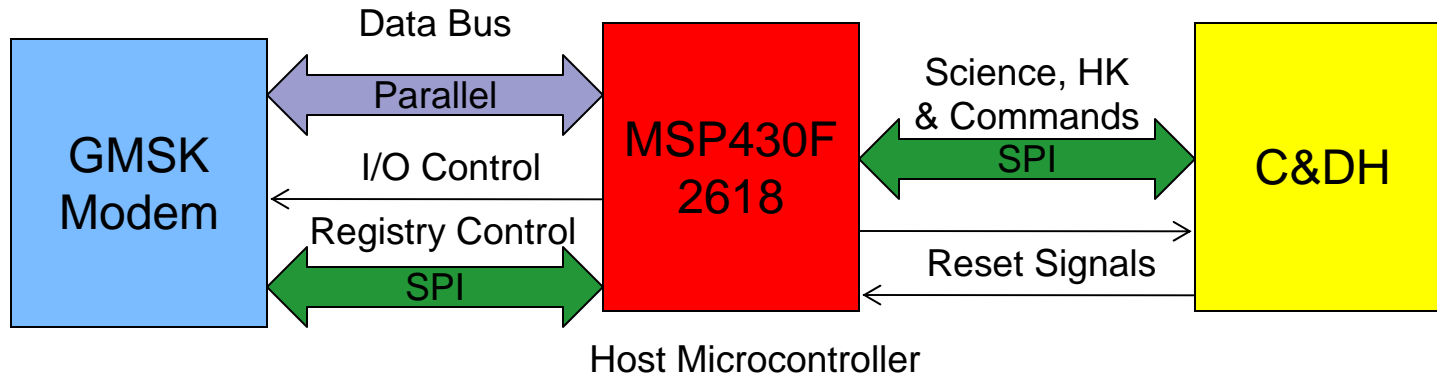 Data Bus
Parallel
GMSK
Modem
I/O Control
Registry Control
SPI
MSP430F
2618
Science, HK
& Commands
SPI
Reset Signals
C&DH
Host Microcontroller